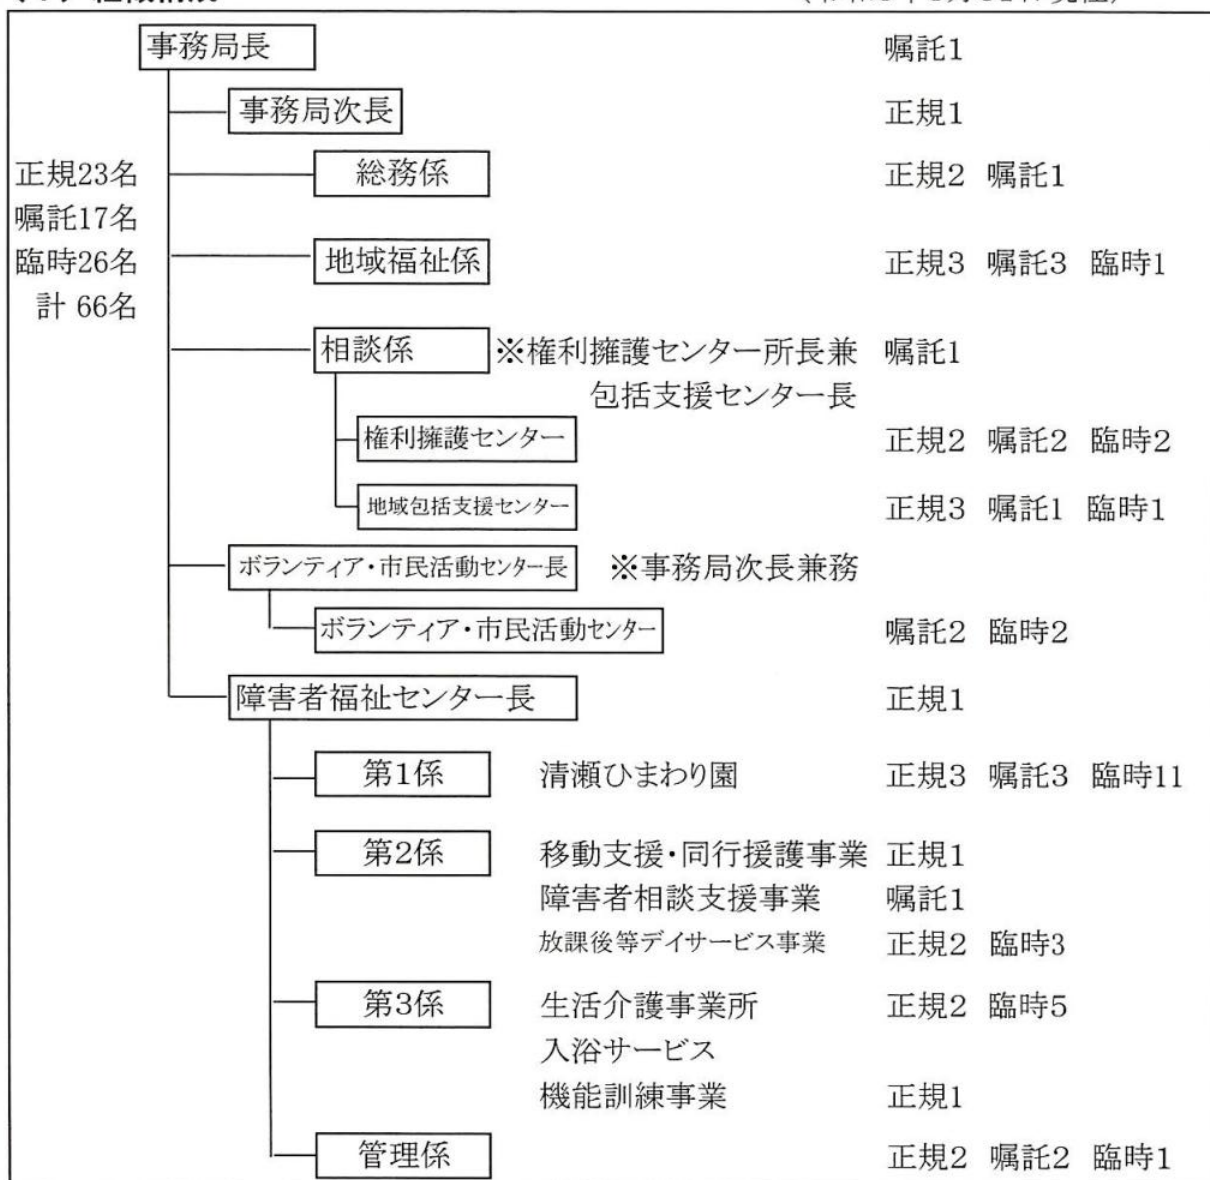 事務局長 嘱託1
事務局次長 正規1
正規23名
嘱託17名
臨時26名
計 66名
総務係 正規2 嘱託1
地域福祉係 正規3 嘱託3 臨時1
相談係 ※権利擁護センター所長兼 嘱託1
包括支援センター長
権利擁護センター 正規2 嘱託2 臨時2
地域包括支援センター 正規3 嘱託1 臨時1
ボランティア・市民活動センター長 ※事務局次長兼務
ボランティア・市民活動センター 嘱託2 臨時2
障害者福祉センター長 正規1
第1係 清瀬ひまわり園 正規3 嘱託3 臨時11
第2係 移動支援・同行援護事業 正規1
障害者相談支援事業 嘱託1
放課後等デイサービス事業 正規2 臨時3
第3係 生活介護事業所 正規2 臨時5
入浴サービス
機能訓練事業 正規1
管理係 正規2 嘱託2 臨時1